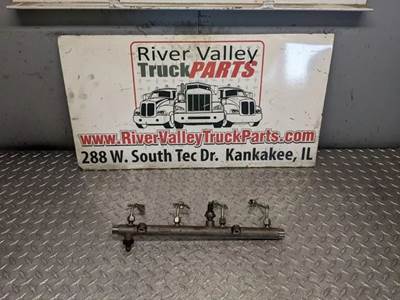 River Valley
TruckPARTS
www.RiverValleyTruckParts.com
288 W. South Tec Dr. Kankakee, IL